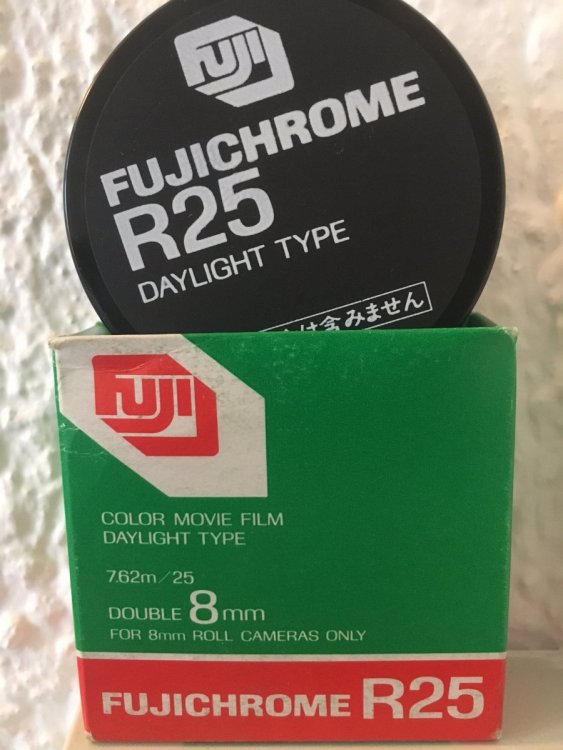 FUJI
FUJICHROME
R25
DAYLIGHT TYPE
は含みません
FUJI
COLOR MOVIE FILM
DAYLIGHT TYPE
7.62m/25
DOUBLE 8mm
FOR 8mm ROLL CAMERAS ONLY
FUJICHROME R25